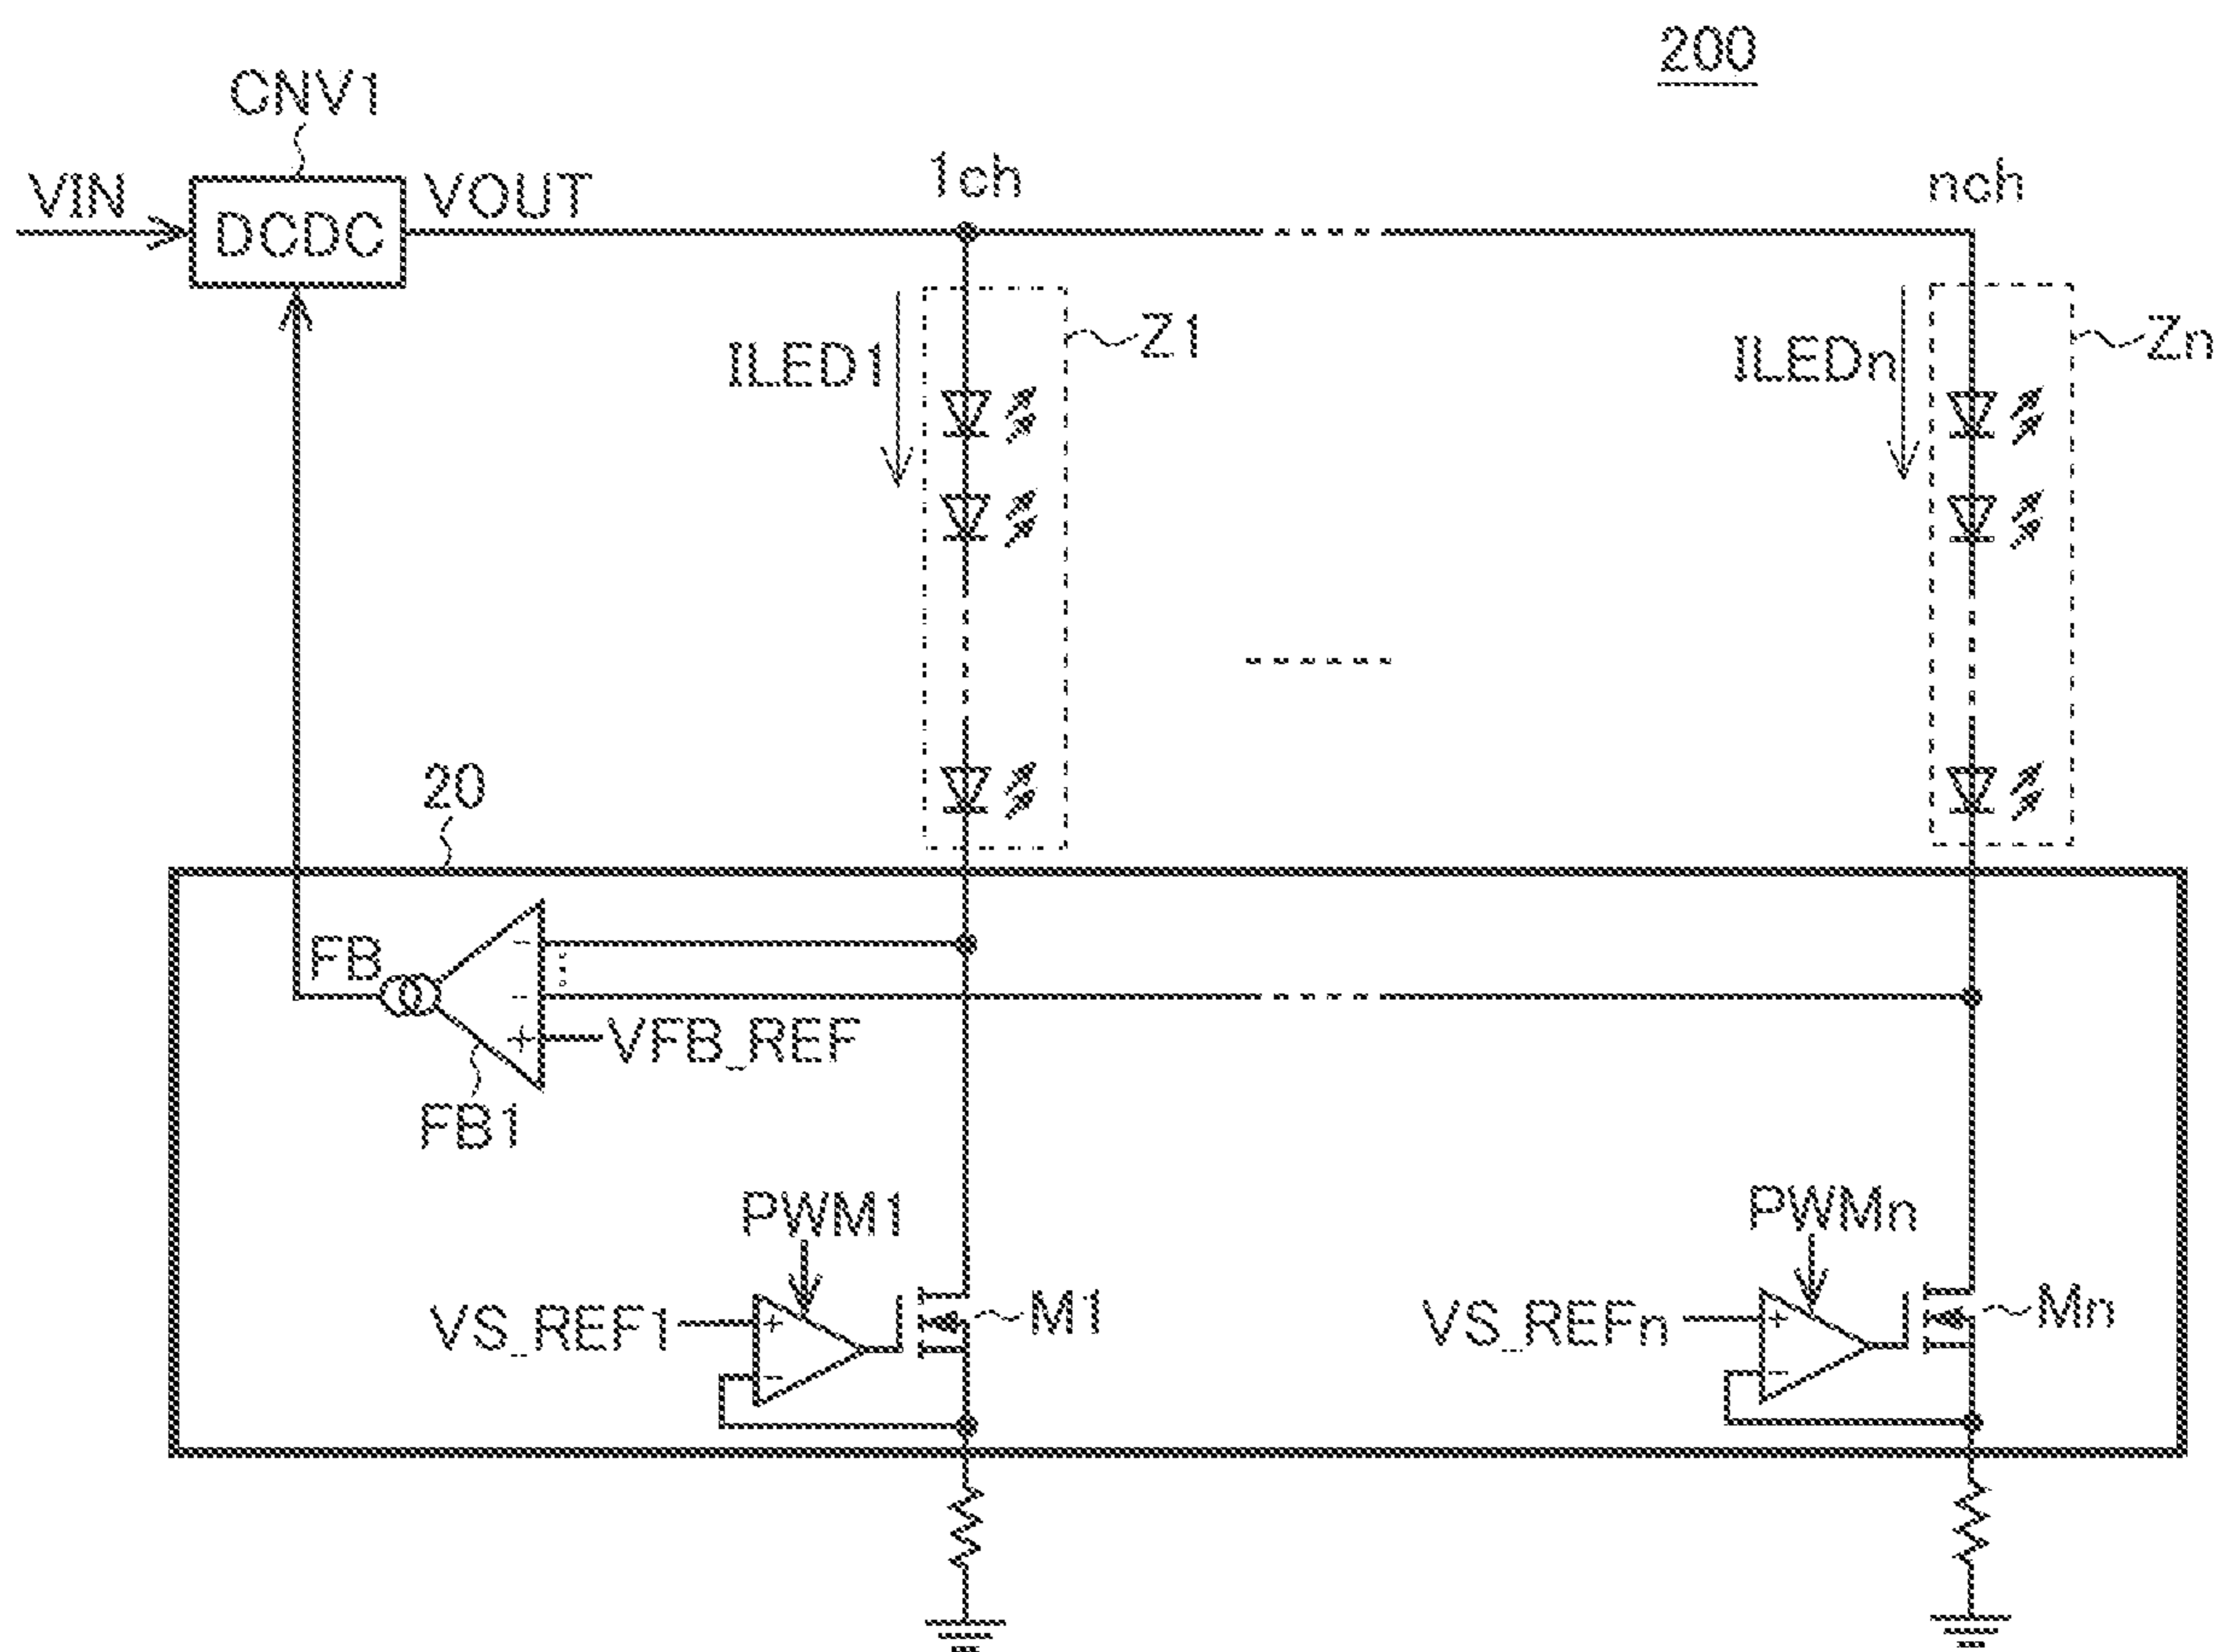 200
CNV1
VIN
DCDC
VOUT
1ch
nch
ILED1
Z1
ILEDn
Zn
20
FB
-
-
+
VFB_REF
FB1
PWM1
PWMn
VS_REF1
+
-
M1
VS_REFn
+
-
Mn